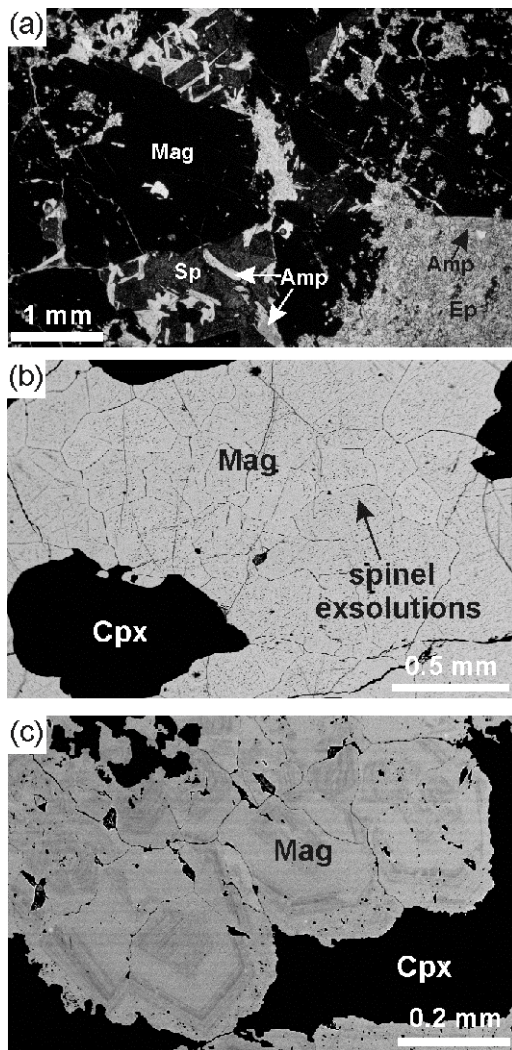 (a)
Mag
Sp
Amp
Amp
Ep
1 mm
(b)
Mag
spinel
exsolutions
Cpx
0.5 mm
(c)
Mag
Cpx
0.2 mm